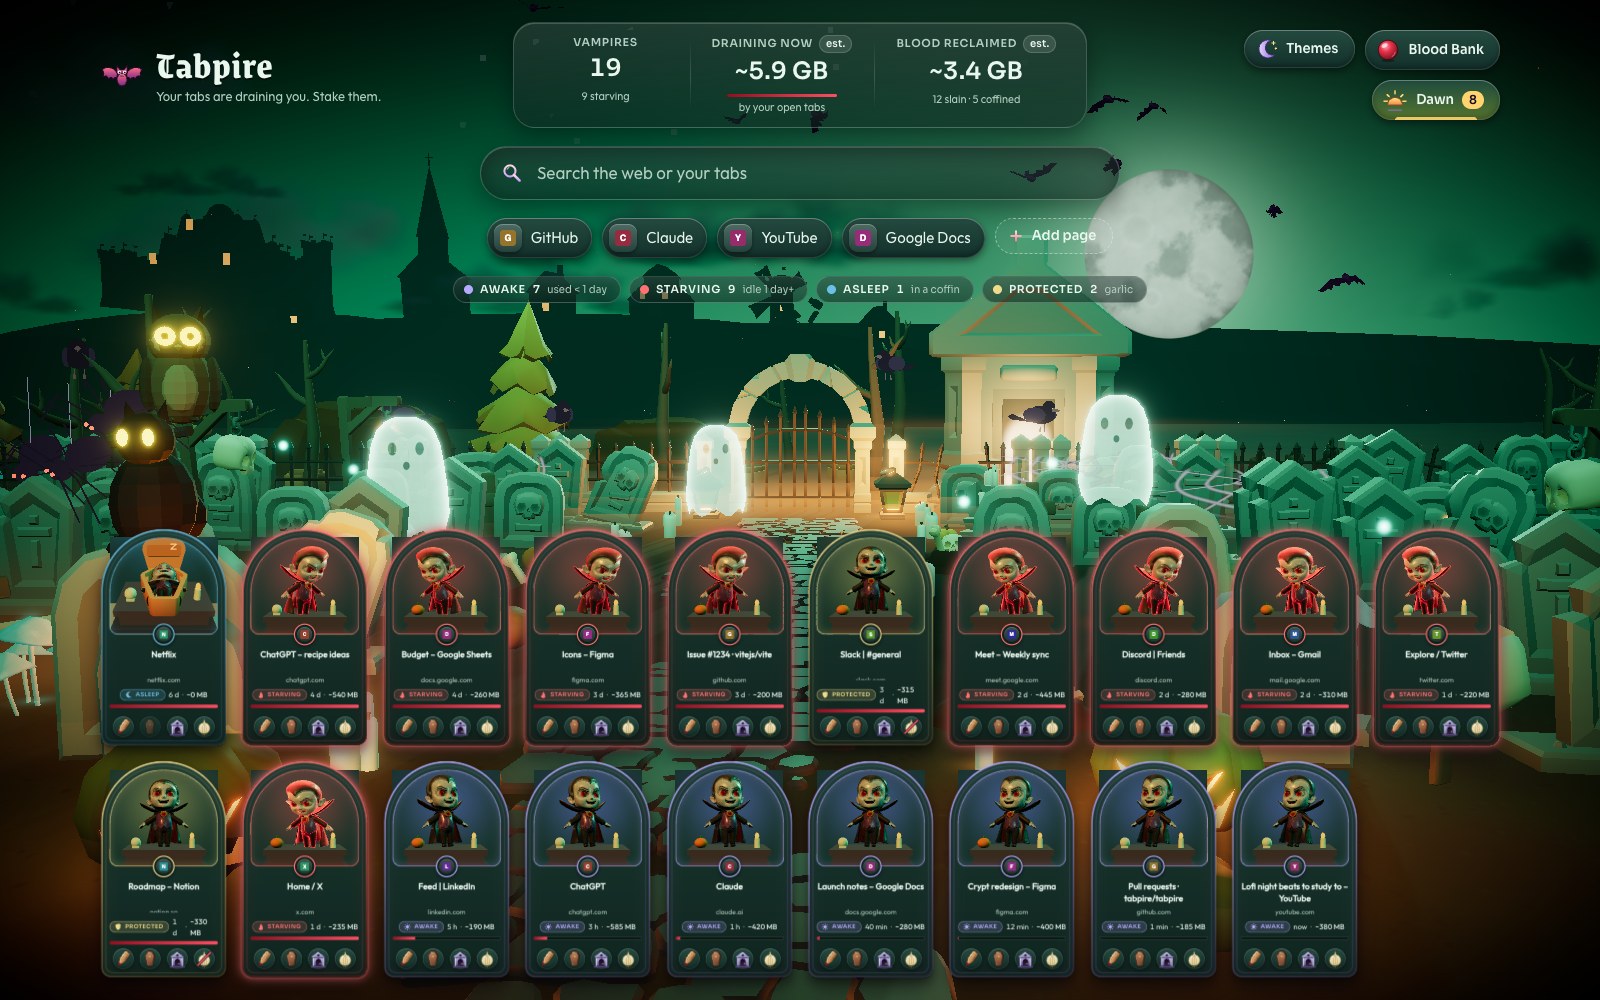 Tabpire
Your tabs are draining you. Stake them.
VAMPIRES
19
9 starving
DRAINING NOW est.
~5.9 GB
by your open tabs
BLOOD RECLAIMED est.
~3.4 GB
12 slain · 5 coffined
Themes
Blood Bank
Dawn 8
Search the web or your tabs
G GitHub
C Claude
Y YouTube
D Google Docs
+ Add page
AWAKE 7 used < 1 day
STARVING 9 idle 1 day+
ASLEEP 1 in a coffin
PROTECTED 2 garlic
Z
N
Netflix
netflix.com
ASLEEP 6 d · ~0 MB
C
ChatGPT – recipe ideas
chatgpt.com
STARVING 4 d · ~540 MB
D
Budget – Google Sheets
docs.google.com
STARVING 4 d · ~260 MB
F
Icons – Figma
figma.com
STARVING 3 d · ~365 MB
G
Issue #1234 · vitejs/vite
github.com
STARVING 3 d · ~200 MB
S
Slack | #general
PROTECTED 3 d · ~315 MB
M
Meet – Weekly sync
meet.google.com
STARVING 2 d · ~445 MB
D
Discord | Friends
discord.com
STARVING 2 d · ~280 MB
M
Inbox – Gmail
mail.google.com
STARVING 2 d · ~310 MB
T
Explore / Twitter
twitter.com
STARVING 1 d · ~220 MB
N
Roadmap – Notion
PROTECTED 1 d · ~330 MB
X
Home / X
x.com
STARVING 1 d · ~235 MB
L
Feed | LinkedIn
linkedin.com
AWAKE 5 h · ~190 MB
C
ChatGPT
chatgpt.com
AWAKE 3 h · ~585 MB
C
Claude
claude.ai
AWAKE 1 h · ~420 MB
D
Launch notes – Google Docs
docs.google.com
AWAKE 40 min · ~280 MB
F
Crypt redesign – Figma
figma.com
AWAKE 12 min · ~400 MB
G
Pull requests ·
tabpire/tabpire
github.com
AWAKE 1 min · ~185 MB
Y
Lofi night beats to study to –
YouTube
youtube.com
AWAKE now · ~380 MB